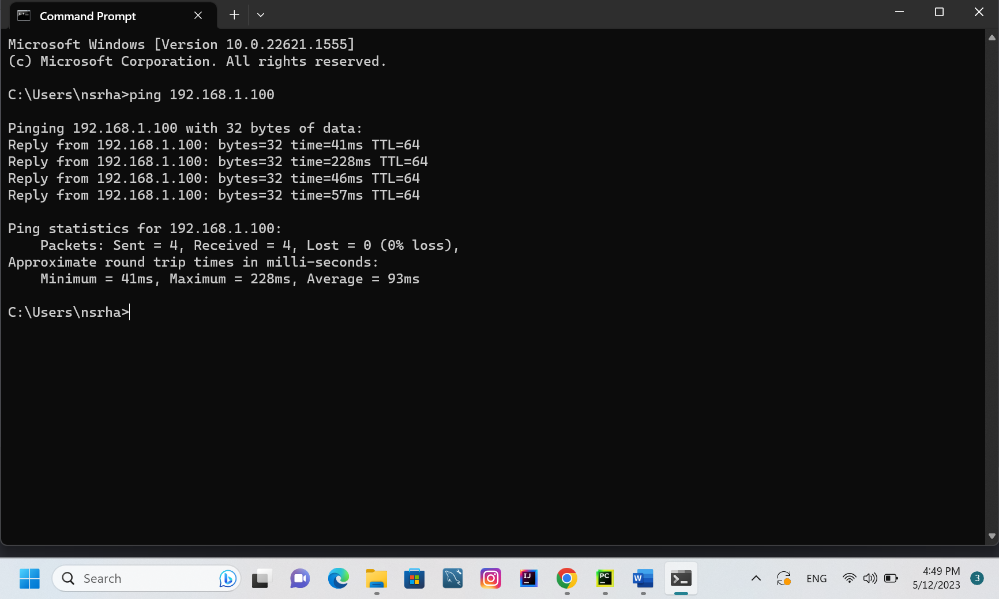 Command Prompt
Microsoft Windows [Version 10.0.22621.1555]
(c) Microsoft Corporation. All rights reserved.
C:\Users\nsrha>ping 192.168.1.100
Pinging 192.168.1.100 with 32 bytes of data:
Reply from 192.168.1.100: bytes=32 time=41ms TTL=64
Reply from 192.168.1.100: bytes=32 time=228ms TTL=64
Reply from 192.168.1.100: bytes=32 time=46ms TTL=64
Reply from 192.168.1.100: bytes=32 time=57ms TTL=64
Ping statistics for 192.168.1.100:
    Packets: Sent = 4, Received = 4, Lost = 0 (0% loss),
Approximate round trip times in milli-seconds:
    Minimum = 41ms, Maximum = 228ms, Average = 93ms
C:\Users\nsrha>
Search
IJ
PC
W
ENG
4:49 PM
5/12/2023
3